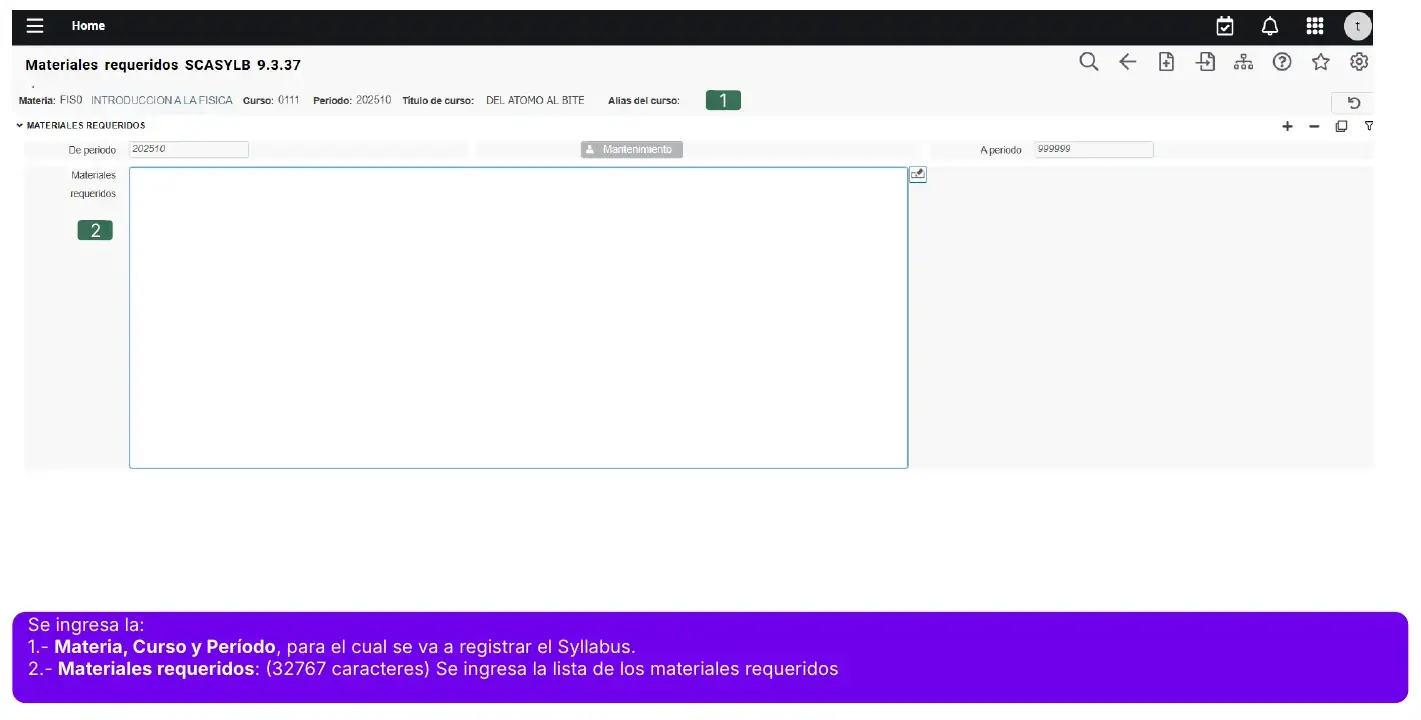 Home
t
Materiales requeridos SCASYLB 9.3.37
Materia: FIS0 INTRODUCCION A LA FISICA Curso: 0111 Periodo: 202510 Título de curso: DEL ATOMO AL BITE Alias del curso: 1
MATERIALES REQUERIDOS
De periodo 202510 Mantenimiento A periodo 999999
Materiales
requeridos
2
Se ingresa la:
1.- Materia, Curso y Período, para el cual se va a registrar el Syllabus.
2.- Materiales requeridos: (32767 caracteres) Se ingresa la lista de los materiales requeridos